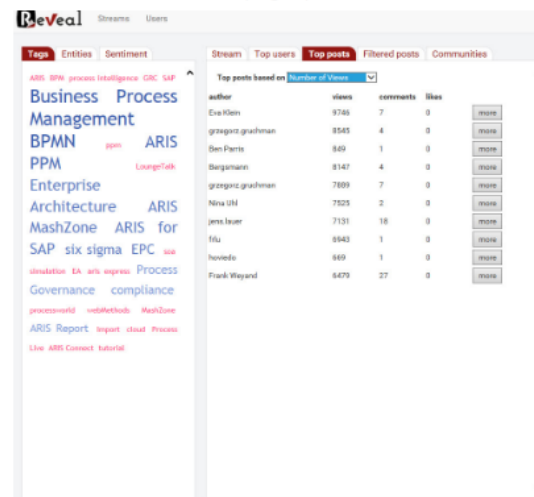 ReVeal Streams Users
Tags Entities Sentiment
ARIS BPM process intelligence GRC SAP
Business Process
Management
BPMN ppm ARIS
PPM LoungeTalk
Enterprise
Architecture ARIS
MashZone ARIS for
SAP six sigma EPC soa
simulation EA aris express Process
Governance compliance
processworld webMethods MashZone
ARIS Report Import cloud Process
Live ARIS Connect tutorial
Stream Top users Top posts Filtered posts Communities
Top posts based on Number of Views
author views comments likes
Eva Klein 9746 7 0 more
grzegorz.gruchman 8545 4 0 more
Ben Parris 849 1 0 more
Bergsmann 8147 4 0 more
grzegorz.gruchman 7809 7 0 more
Nina Uhl 7525 2 0 more
jens.lauer 7131 18 0 more
fifu 6943 1 0 more
hoviedo 669 1 0 more
Frank Weyand 6479 27 0 more